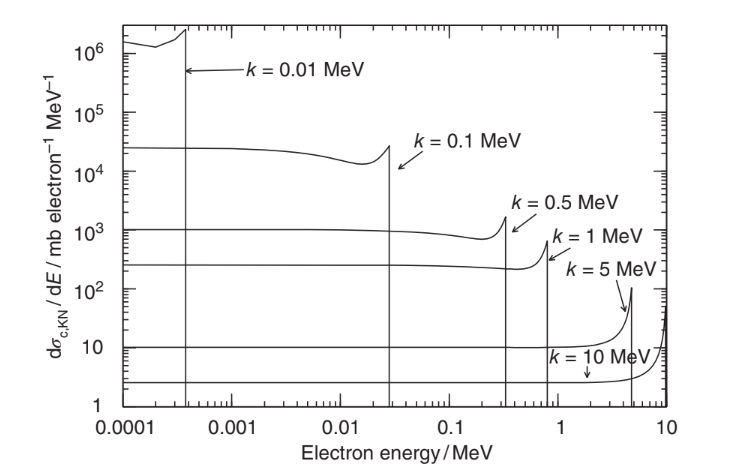 10⁶
10⁵
10⁴
10³
10²
10
1
dσc,KN / dE / mb electron⁻¹ MeV⁻¹
k = 0.01 MeV
k = 0.1 MeV
k = 0.5 MeV
k = 1 MeV
k = 5 MeV
k = 10 MeV
0.0001 0.001 0.01 0.1 1 10
Electron energy / MeV